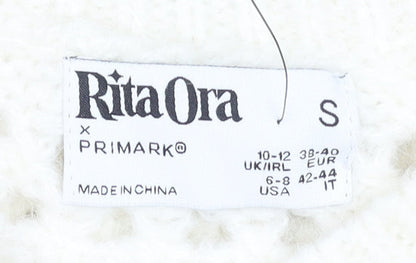 Rita Ora
x
PRIMARK®
S
10-12 38-40
UK/IRL EUR
6-8 42-44
USA IT
MADE IN CHINA